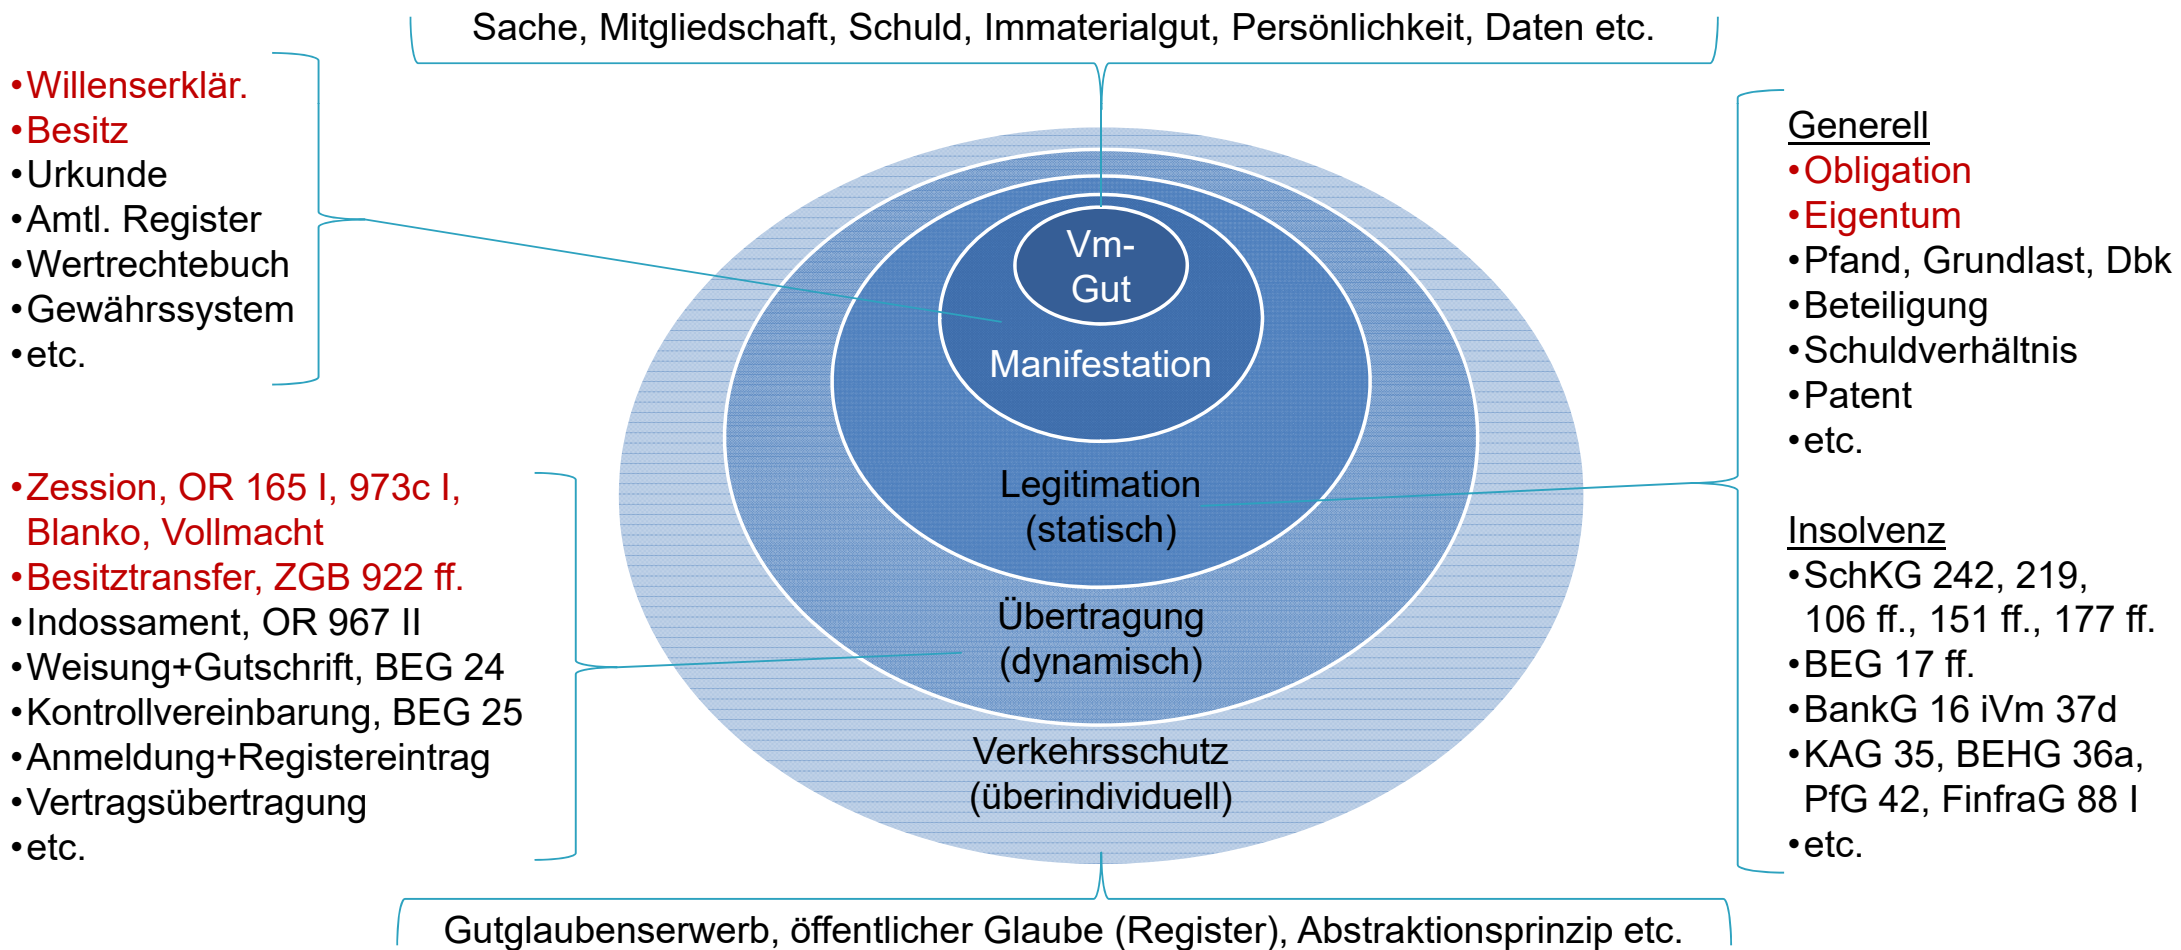 Sache, Mitgliedschaft, Schuld, Immaterialgut, Persönlichkeit, Daten etc.
•Willenserklär.
•Besitz
•Urkunde
•Amtl. Register
•Wertrechtebuch
•Gewährssystem
•etc.
•Zession, OR 165 I, 973c I,
Blanko, Vollmacht
•Besitztransfer, ZGB 922 ff.
•Indossament, OR 967 II
•Weisung+Gutschrift, BEG 24
•Kontrollvereinbarung, BEG 25
•Anmeldung+Registereintrag
•Vertragsübertragung
•etc.
Vm-
Gut
Manifestation
Legitimation
(statisch)
Übertragung
(dynamisch)
Verkehrsschutz
(überindividuell)
Generell
•Obligation
•Eigentum
•Pfand, Grundlast, Dbk
•Beteiligung
•Schuldverhältnis
•Patent
•etc.
Insolvenz
•SchKG 242, 219,
106 ff., 151 ff., 177 ff.
•BEG 17 ff.
•BankG 16 iVm 37d
•KAG 35, BEHG 36a,
PfG 42, FinfraG 88 I
•etc.
Gutglaubenserwerb, öffentlicher Glaube (Register), Abstraktionsprinzip etc.